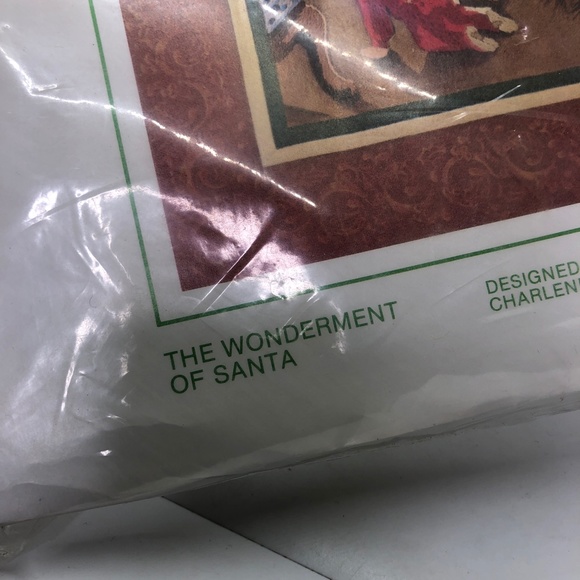 THE WONDERMENT
OF SANTA
DESIGNED